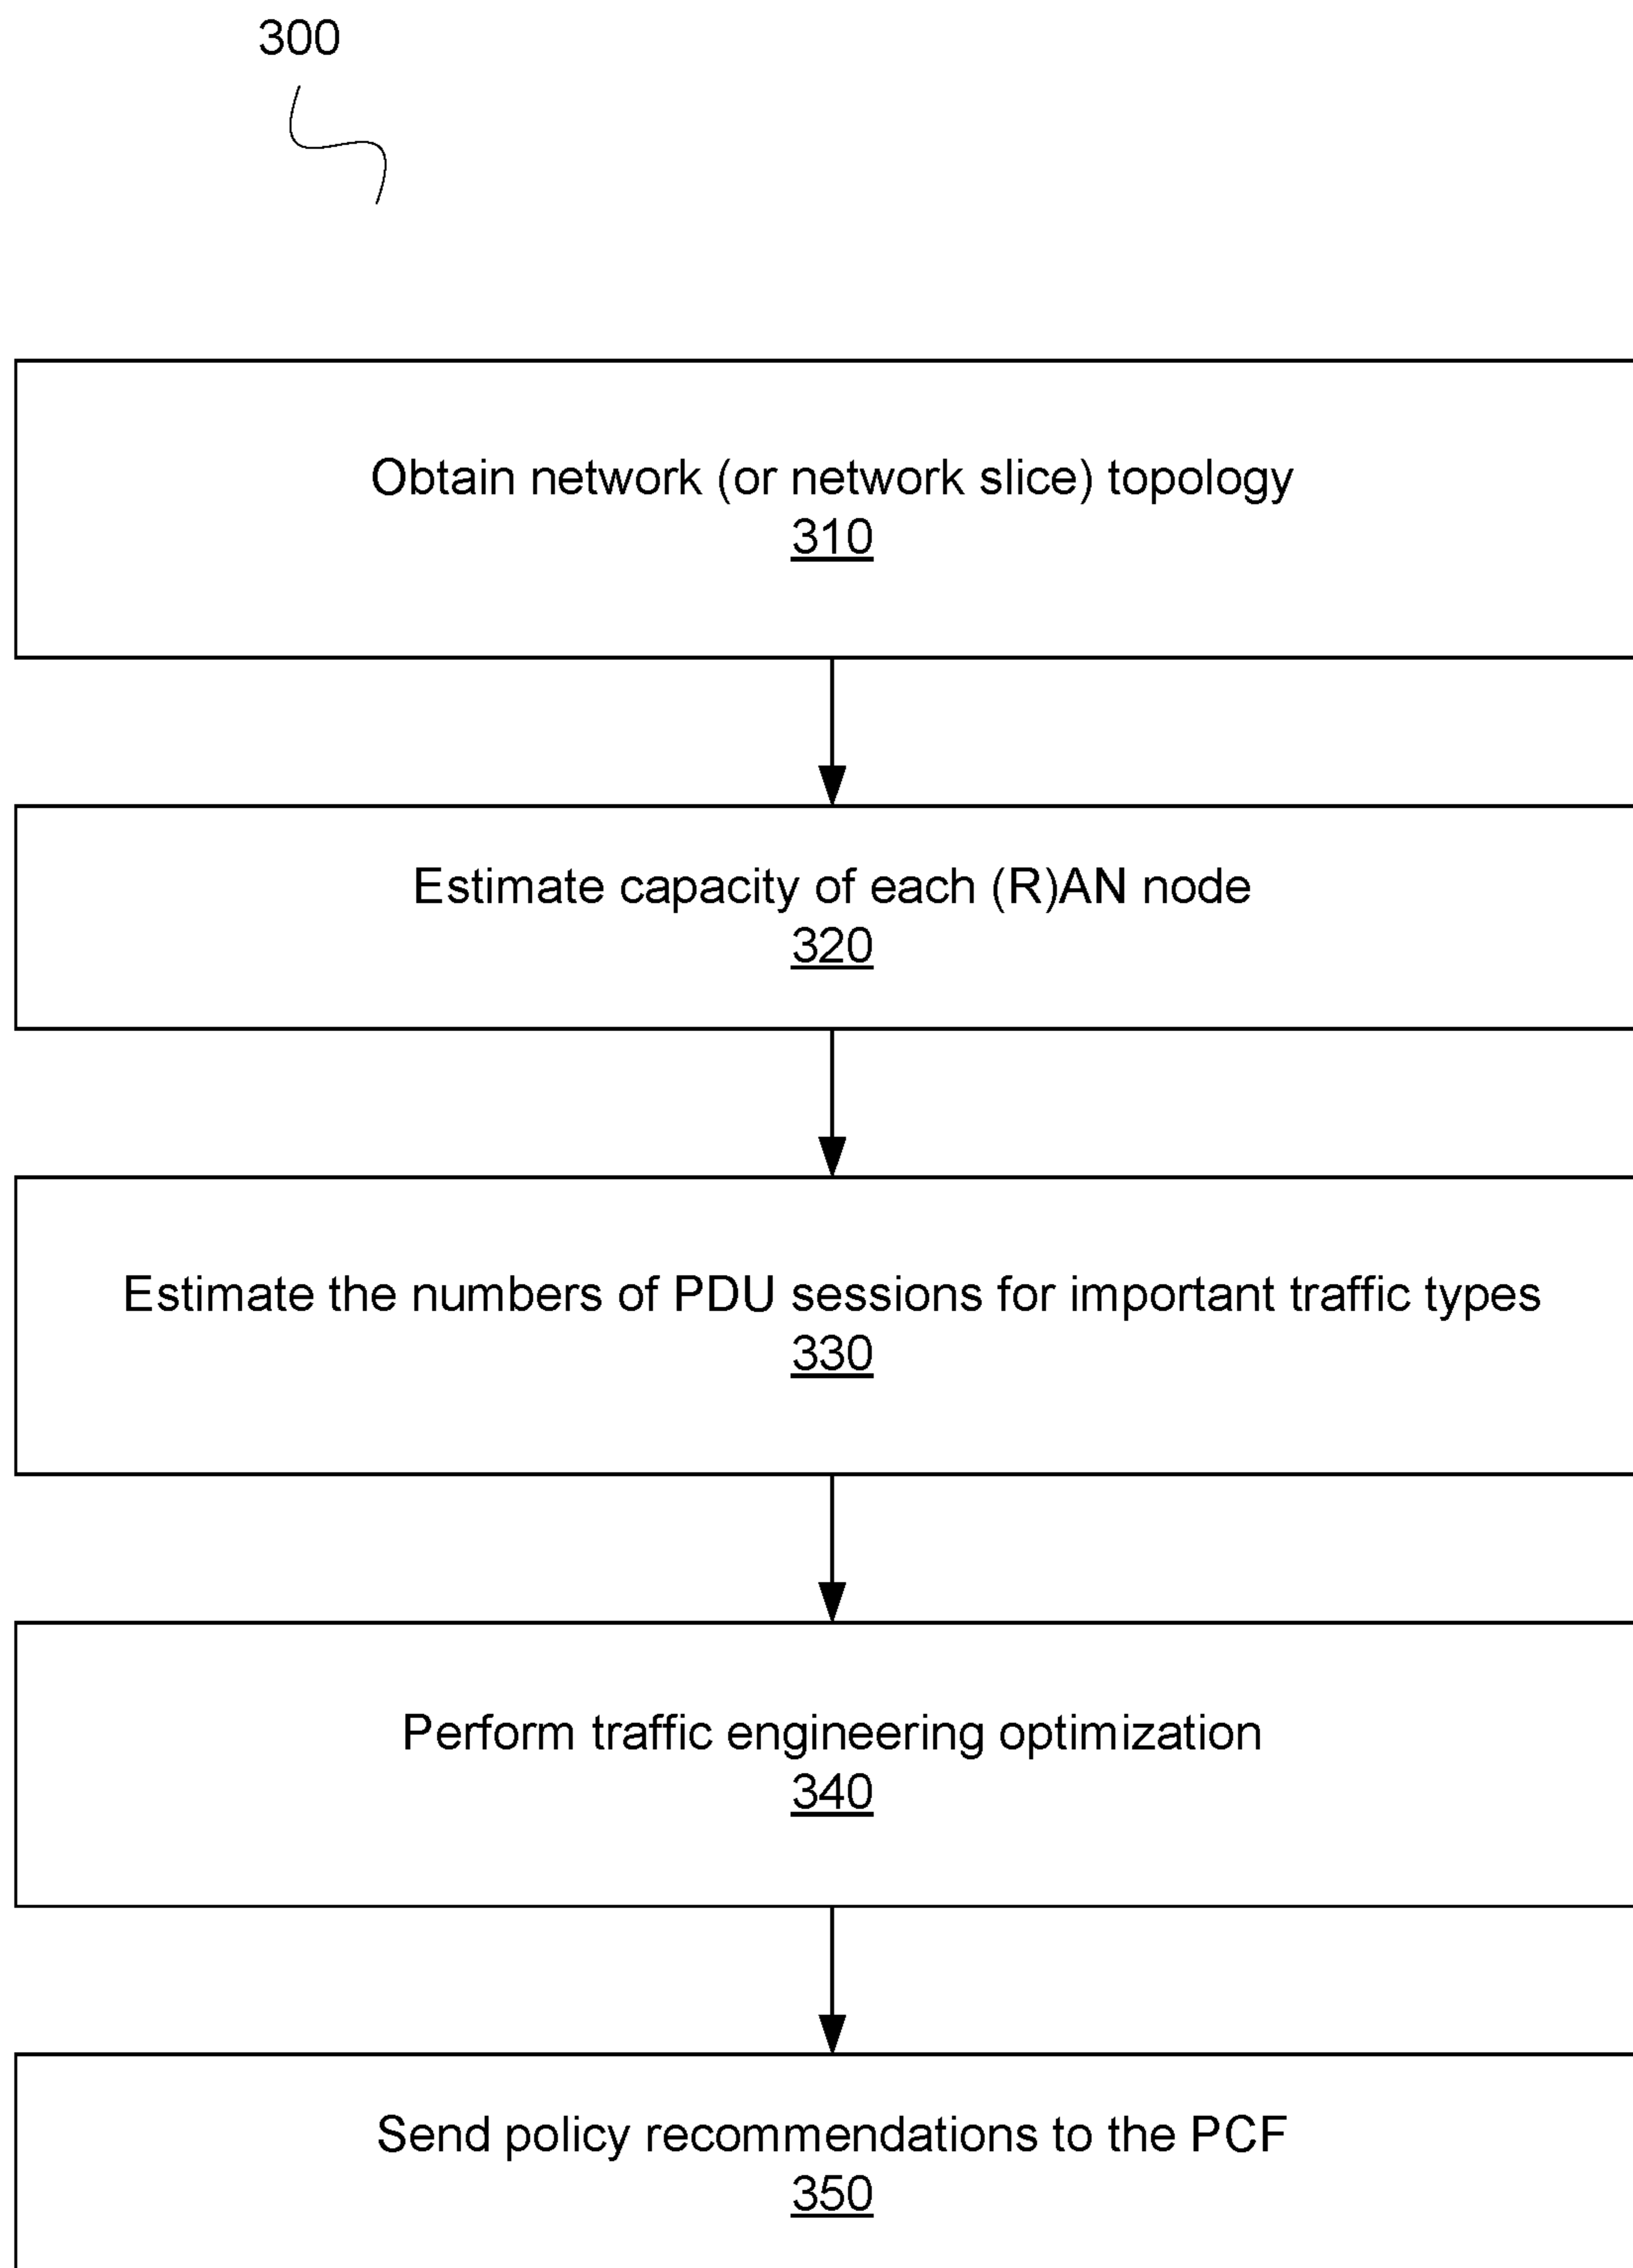 300
Obtain network (or network slice) topology
310
Estimate capacity of each (R)AN node
320
Estimate the numbers of PDU sessions for important traffic types
330
Perform traffic engineering optimization
340
Send policy recommendations to the PCF
350